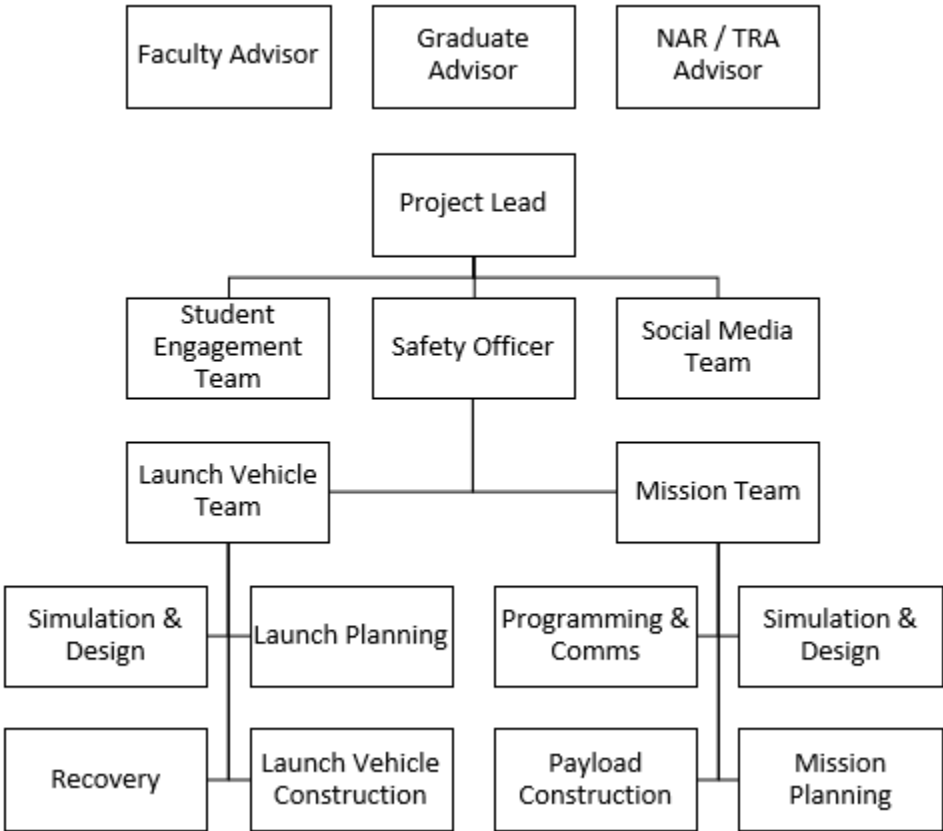 Faculty Advisor
Graduate
Advisor
NAR / TRA
Advisor
Project Lead
Student
Engagement
Team
Safety Officer
Social Media
Team
Launch Vehicle
Team
Mission Team
Simulation &
Design
Launch Planning
Programming &
Comms
Simulation &
Design
Recovery
Launch Vehicle
Construction
Payload
Construction
Mission
Planning